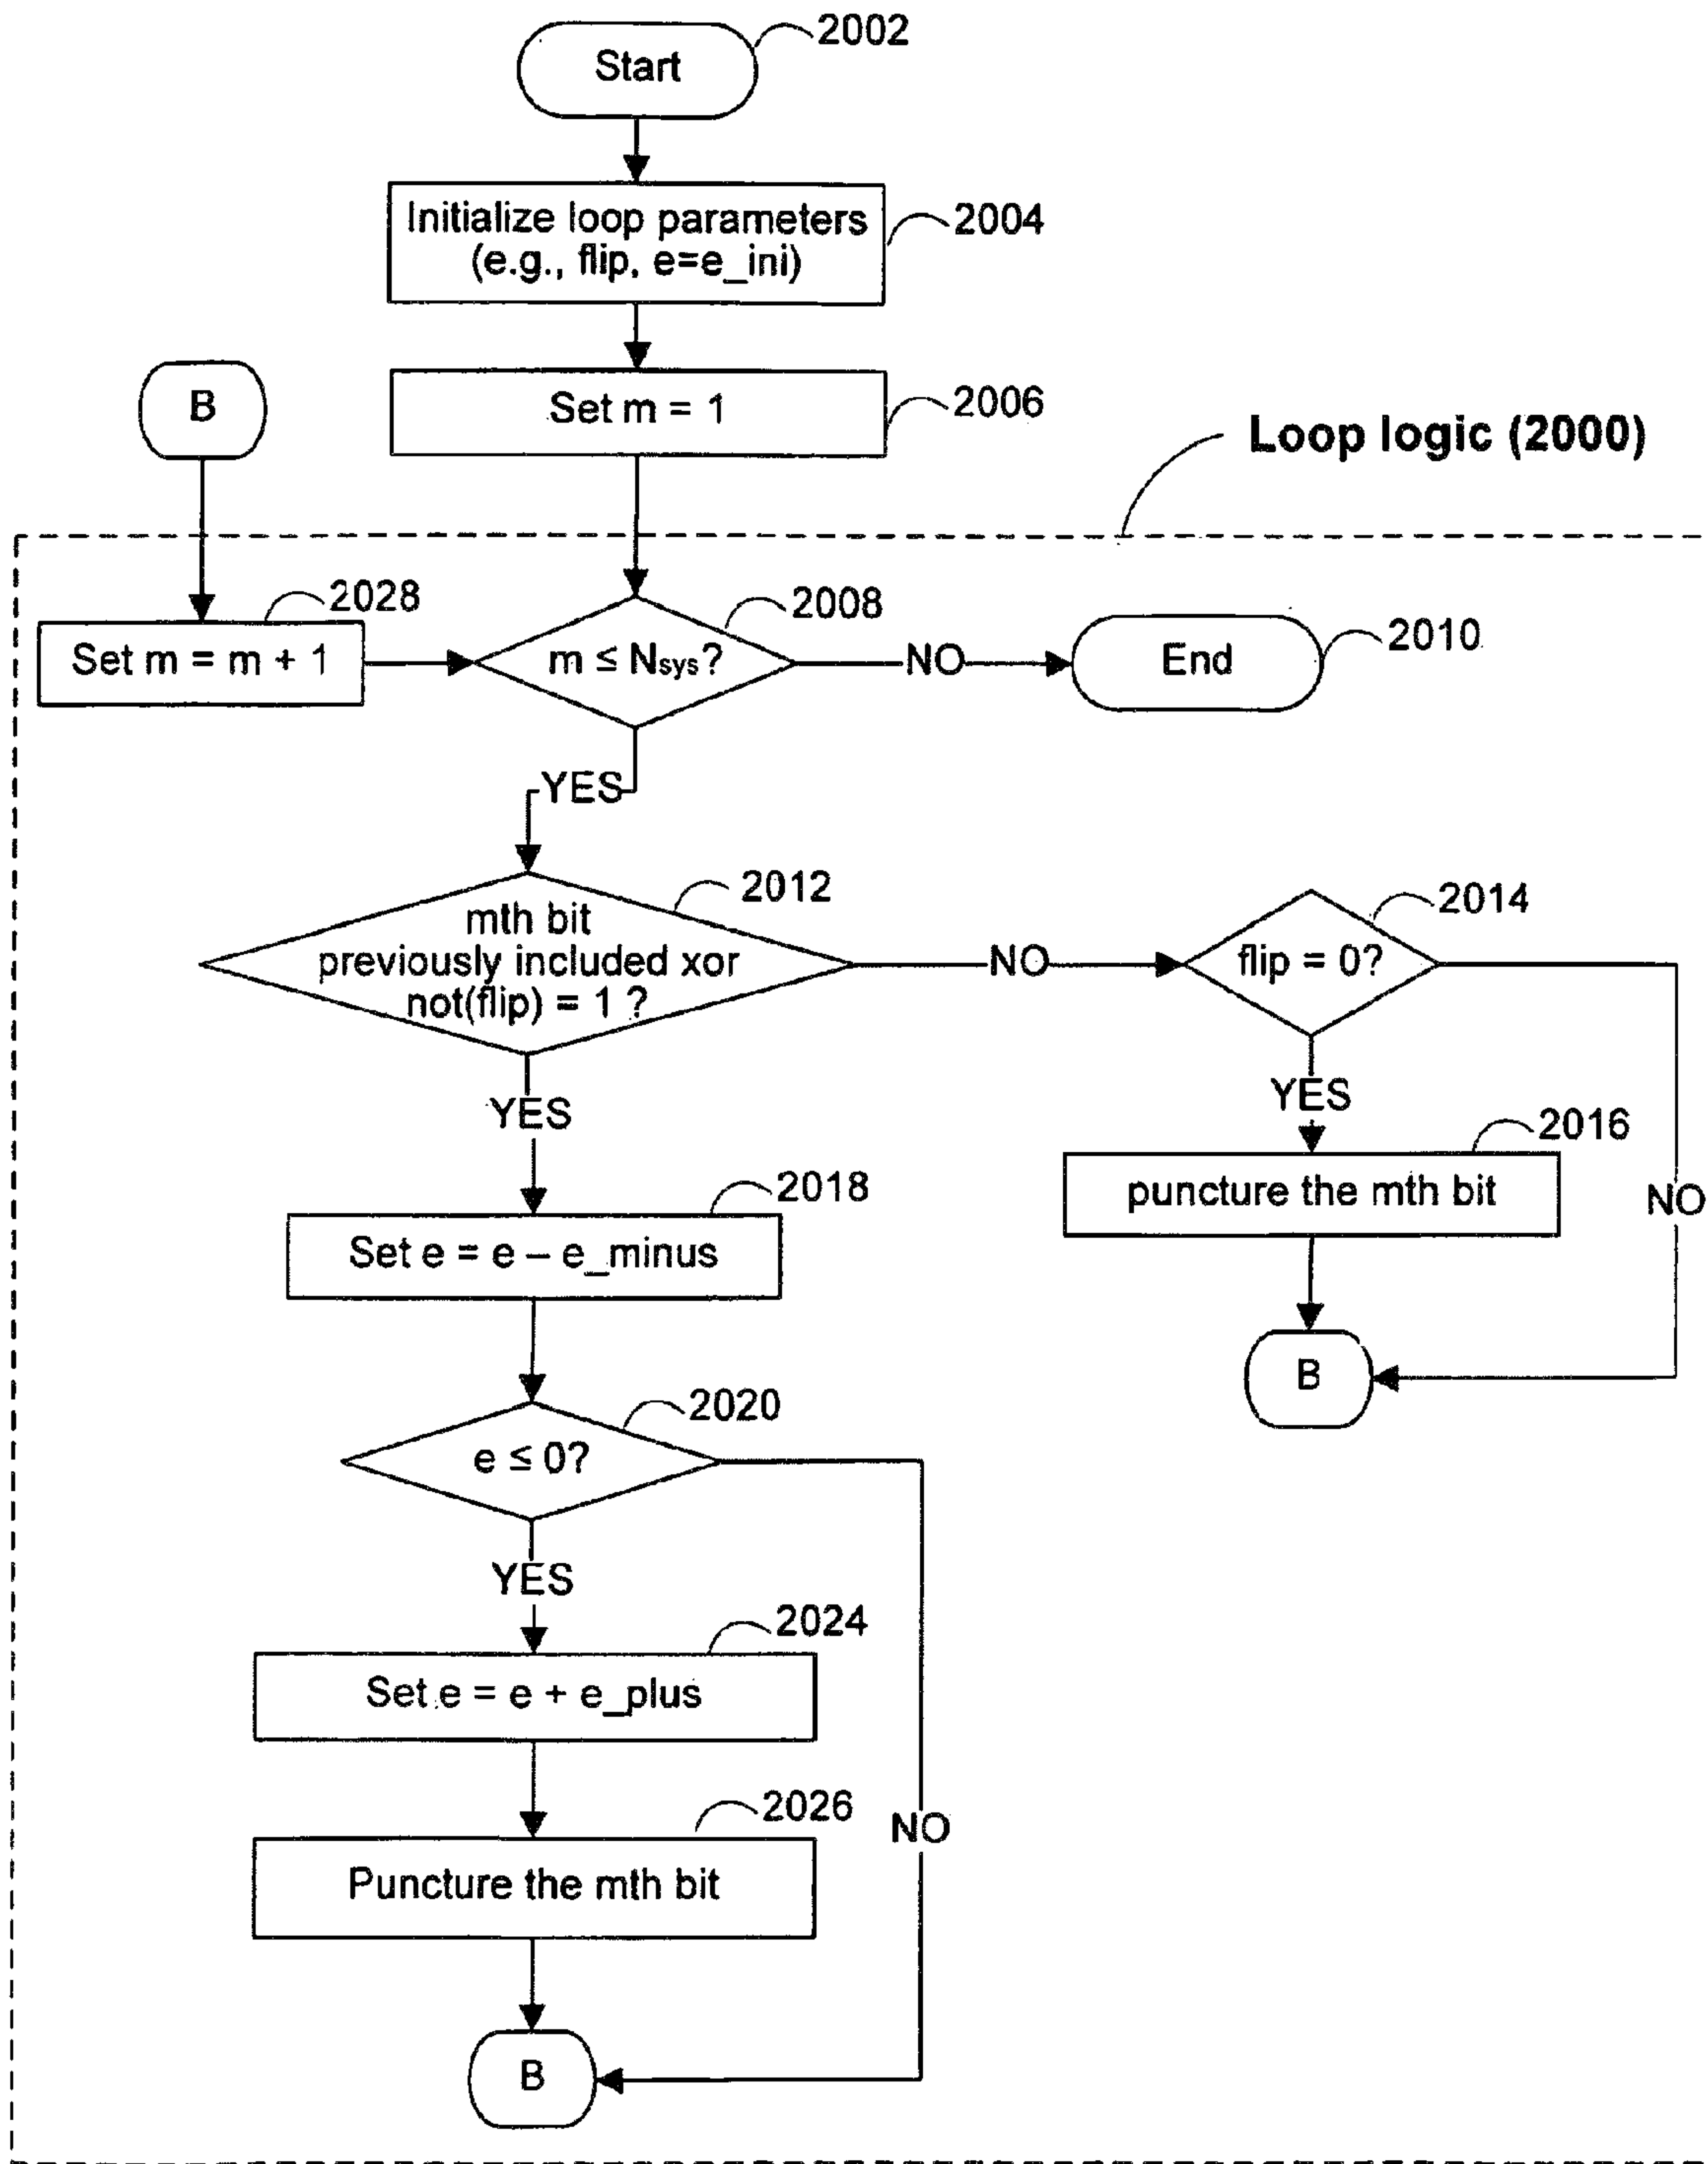 Start
2002
Initialize loop parameters
(e.g., flip, e=e_ini)
2004
B
Set m = 1
2006
Loop logic (2000)
Set m = m + 1
2028
m ≤ Nsys?
2008
NO
End
2010
YES
mth bit
previously included xor
not(flip) = 1 ?
2012
NO
flip = 0?
2014
YES
YES
NO
puncture the mth bit
2016
Set e = e – e_minus
2018
B
e ≤ 0?
2020
YES
Set e = e + e_plus
2024
NO
Puncture the mth bit
2026
B